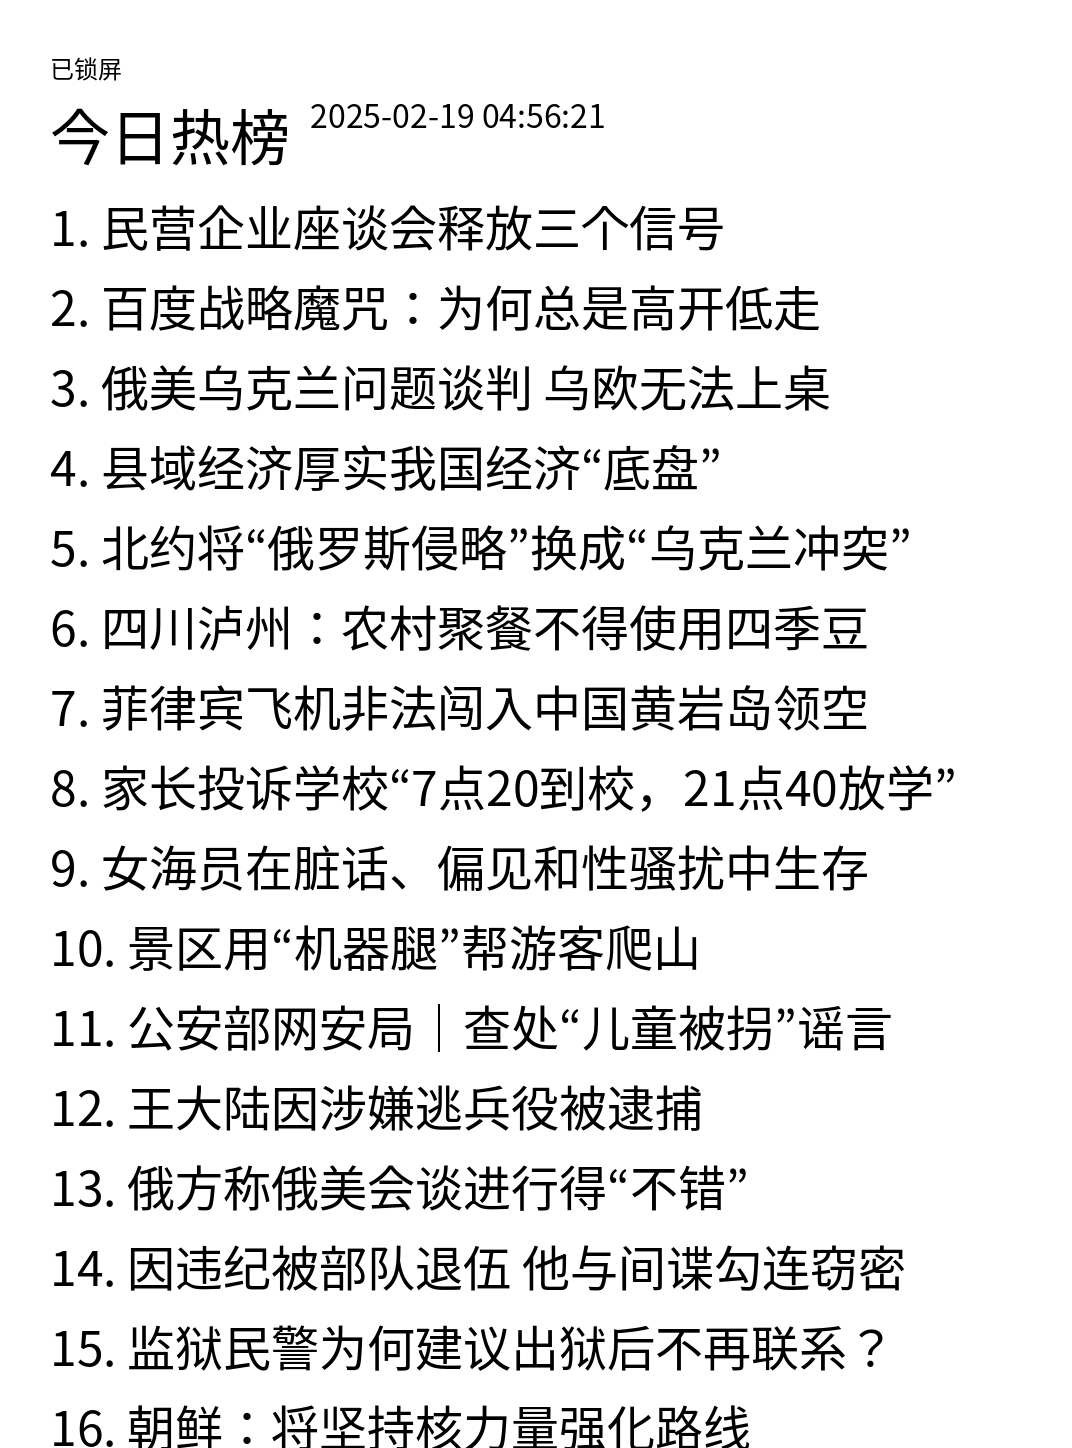 已锁屏
今日热榜 2025-02-19 04:56:21
1. 民营企业座谈会释放三个信号
2. 百度战略魔咒：为何总是高开低走
3. 俄美乌克兰问题谈判 乌欧无法上桌
4. 县域经济厚实我国经济“底盘”
5. 北约将“俄罗斯侵略”换成“乌克兰冲突”
6. 四川泸州：农村聚餐不得使用四季豆
7. 菲律宾飞机非法闯入中国黄岩岛领空
8. 家长投诉学校“7点20到校，21点40放学”
9. 女海员在脏话、偏见和性骚扰中生存
10. 景区用“机器腿”帮游客爬山
11. 公安部网安局｜查处“儿童被拐”谣言
12. 王大陆因涉嫌逃兵役被逮捕
13. 俄方称俄美会谈进行得“不错”
14. 因违纪被部队退伍 他与间谍勾连窃密
15. 监狱民警为何建议出狱后不再联系？
16. 朝鲜：将坚持核力量强化路线